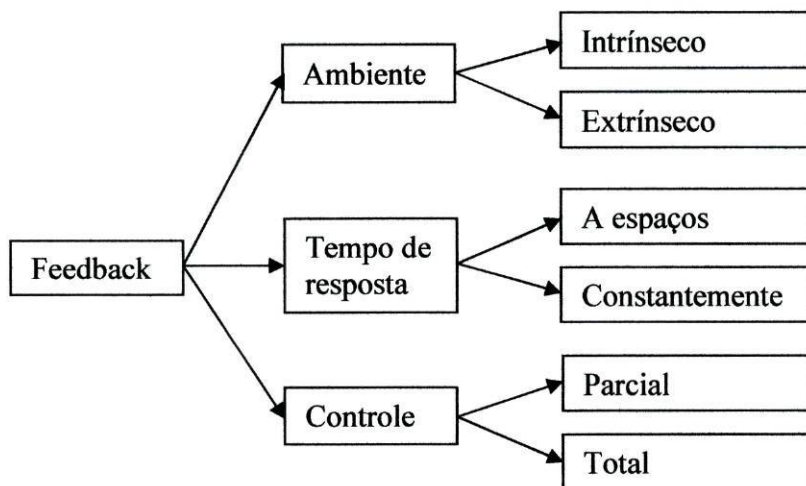 Feedback
Ambiente
Intrínseco
Extrínseco
Tempo de
resposta
A espaços
Constantemente
Controle
Parcial
Total